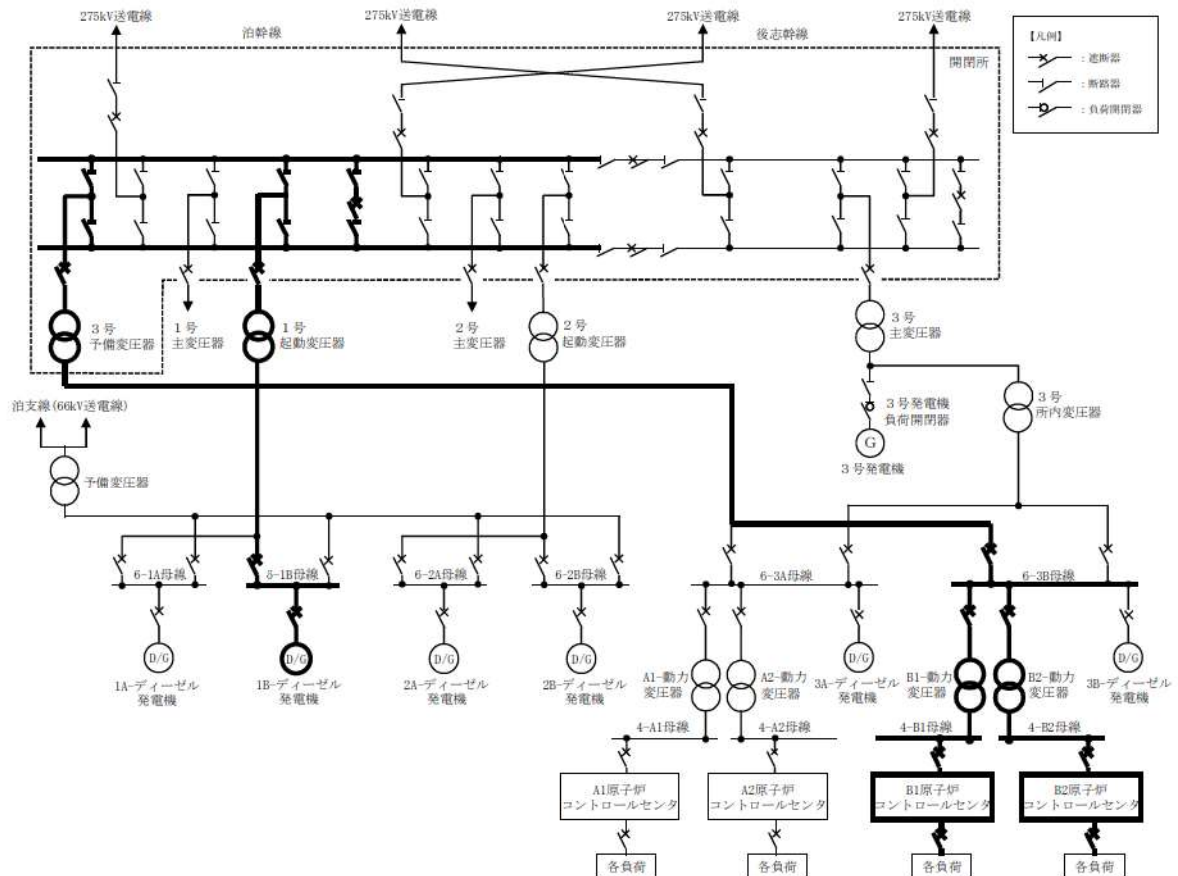 275kV送電線
275kV送電線
275kV送電線
275kV送電線
泊幹線
後志幹線
開閉所
【凡例】
：遮断器
：断路器
：負荷開閉器
3号
予備変圧器
1号
主変圧器
1号
起動変圧器
2号
主変圧器
2号
起動変圧器
3号
主変圧器
3号発電機
負荷開閉器
G
3号発電機
3号
所内変圧器
泊支線(66kV送電線)
予備変圧器
6-1A母線
6-1B母線
6-2A母線
6-2B母線
6-3A母線
6-3B母線
D/G
D/G
D/G
D/G
D/G
D/G
1A-ディーゼル
発電機
1B-ディーゼル
発電機
2A-ディーゼル
発電機
2B-ディーゼル
発電機
A1-動力
変圧器
A2-動力
変圧器
3A-ディーゼル
発電機
B1-動力
変圧器
B2-動力
変圧器
3B-ディーゼル
発電機
4-A1母線
4-A2母線
4-B1母線
4-B2母線
A1原子炉
コントロールセンタ
A2原子炉
コントロールセンタ
B1原子炉
コントロールセンタ
B2原子炉
コントロールセンタ
各負荷
各負荷
各負荷
各負荷